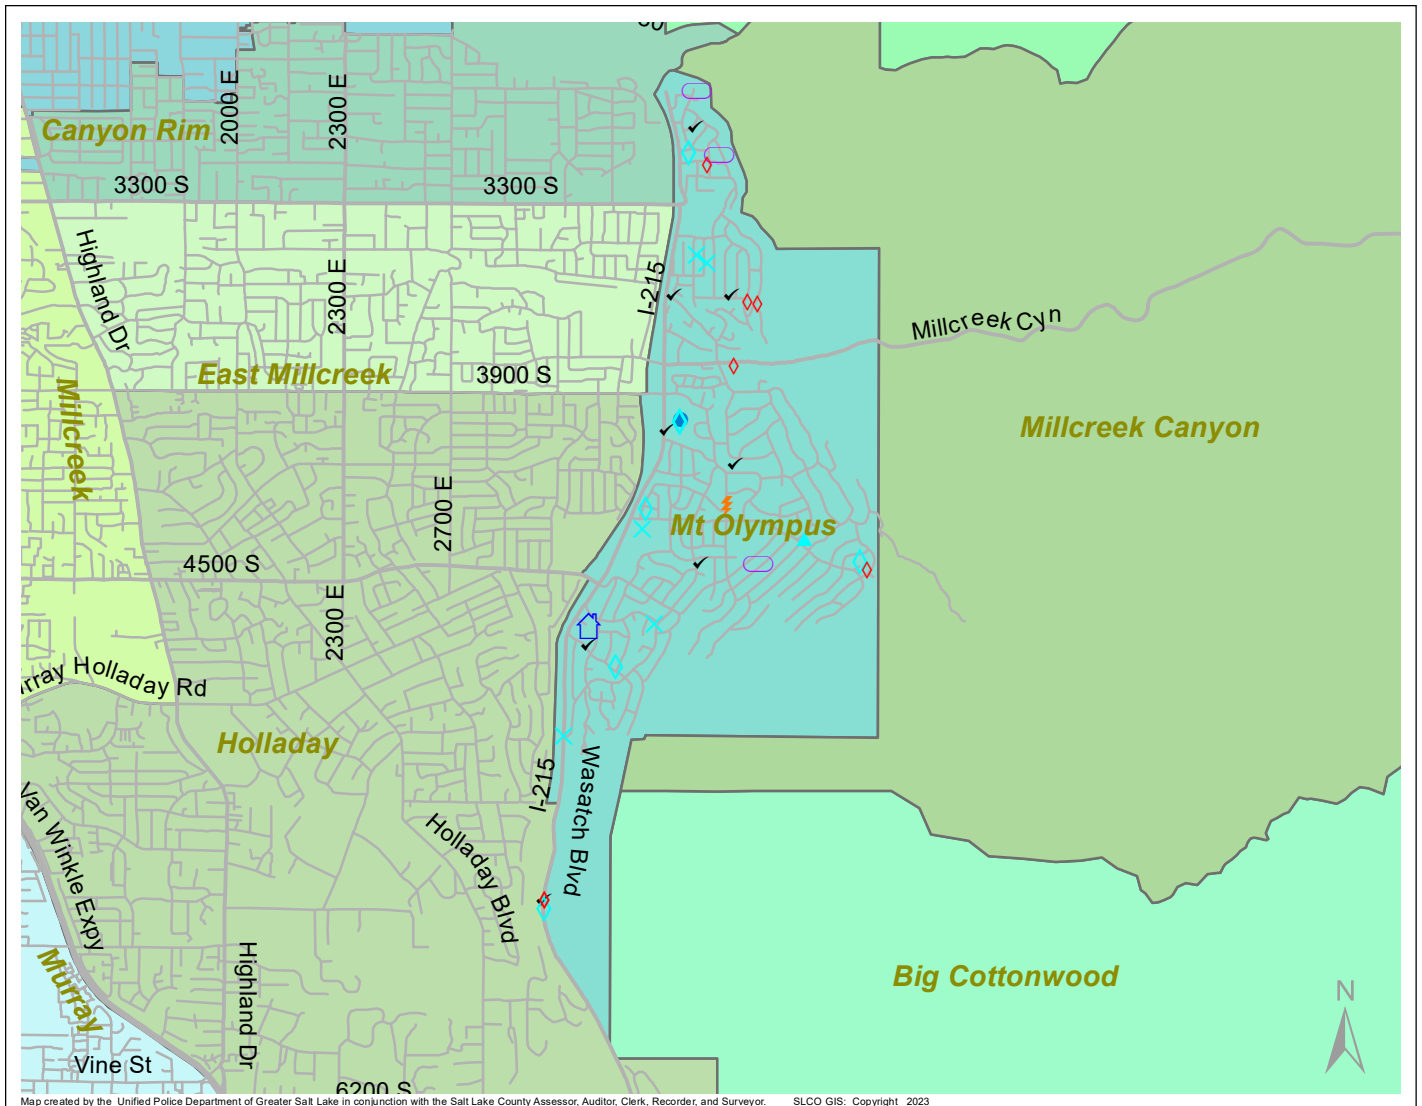 2000 E
2300 E
Canyon Rim
3300 S
3300 S
Highland Dr
2300 E
I-215
Millcreek Cyn
East Millcreek
3900 S
Millcreek
Millcreek Canyon
2700 E
Mt Olympus
4500 S
2300 E
Holladay Rd
Holladay
I-215
Wasatch Blvd
Van Winkle Expy
Holladay Blvd
Murray
Highland Dr
Big Cottonwood
N
Vine St
6200 S
Map created by the Unified Police Department of Greater Salt Lake in conjunction with the Salt Lake County Assessor, Auditor, Clerk, Recorder, and Surveyor. SLCO GIS: Copyright 2023